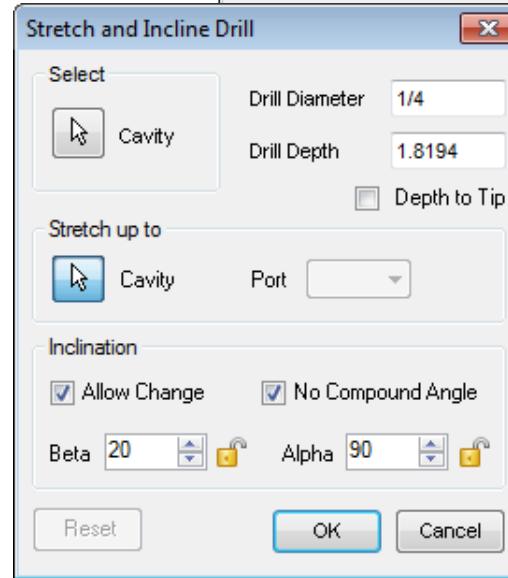 Stretch and Incline Drill
Select
Cavity
Drill Diameter 1/4
Drill Depth 1.8194
Depth to Tip
Stretch up to
Cavity Port
Inclination
Allow Change No Compound Angle
Beta 20 Alpha 90
Reset OK Cancel